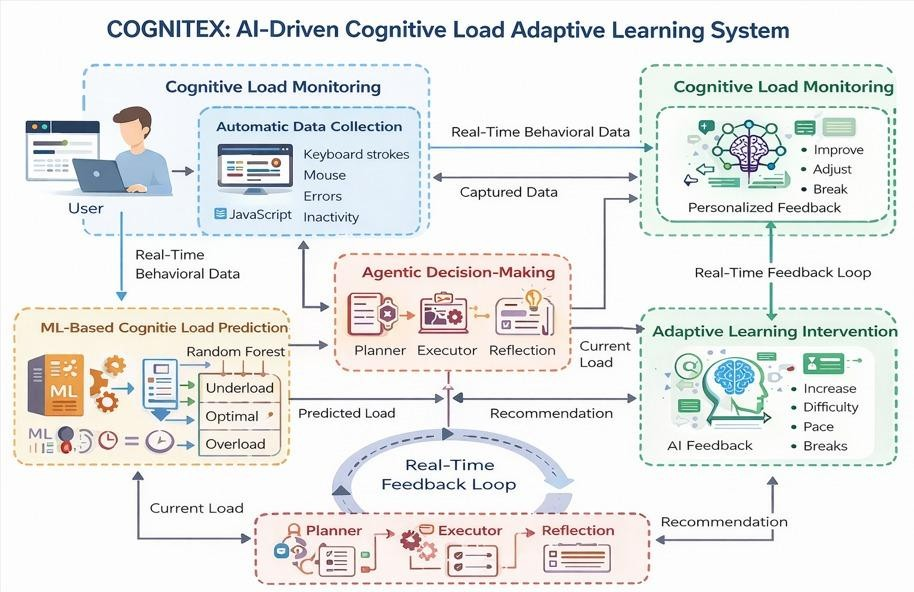 COGNITEX: AI-Driven Cognitive Load Adaptive Learning System
Cognitive Load Monitoring
Automatic Data Collection
Keyboard strokes
Mouse
Errors
Inactivity
JavaScript
User
Real-Time Behavioral Data
Captured Data
Cognitive Load Monitoring
Improve
Adjust
Break
Personalized Feedback
Real-Time
Behavioral Data
Agentic Decision-Making
Planner
Executor
Reflection
Real-Time Feedback Loop
ML-Based Cognitie Load Prediction
Random Forest
ML
Underload
Optimal
Overload
ML
Current
Load
Adaptive Learning Intervention
Increase
Difficulty
Pace
Breaks
AI Feedback
Predicted Load
Recommendation
Real-Time
Feedback Loop
Current Load
Recommendation
Planner
Executor
Reflection